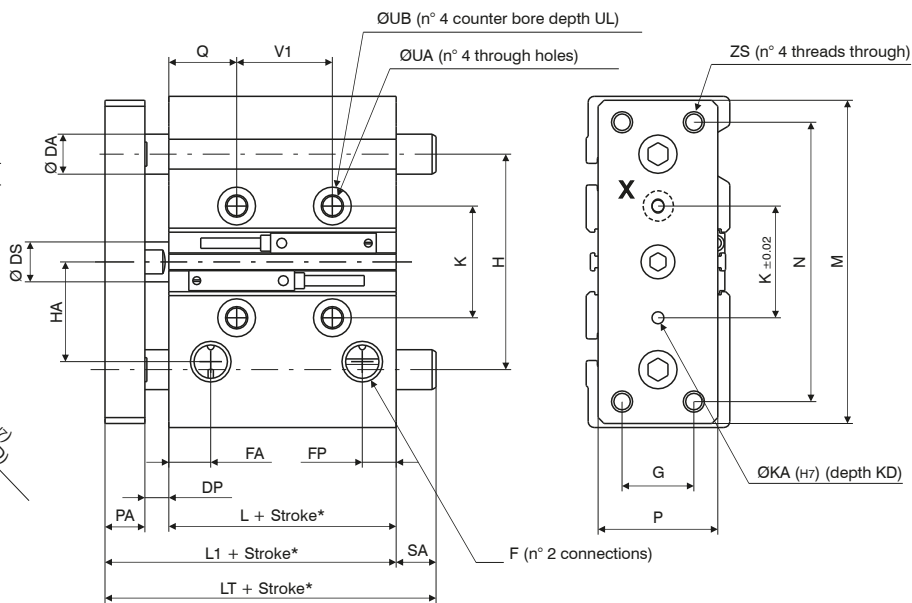 ØUB (n° 4 counter bore depth UL)
Q
V1
ØUA (n° 4 through holes)
ZS (n° 4 threads through)
Ø DA
X
Ø DS
HA
K
H
K ±0.02
N
M
FA
FP
G
ØKA (H7) (depth KD)
DP
P
PA
L + Stroke*
L1 + Stroke*
SA
F (n° 2 connections)
LT + Stroke*